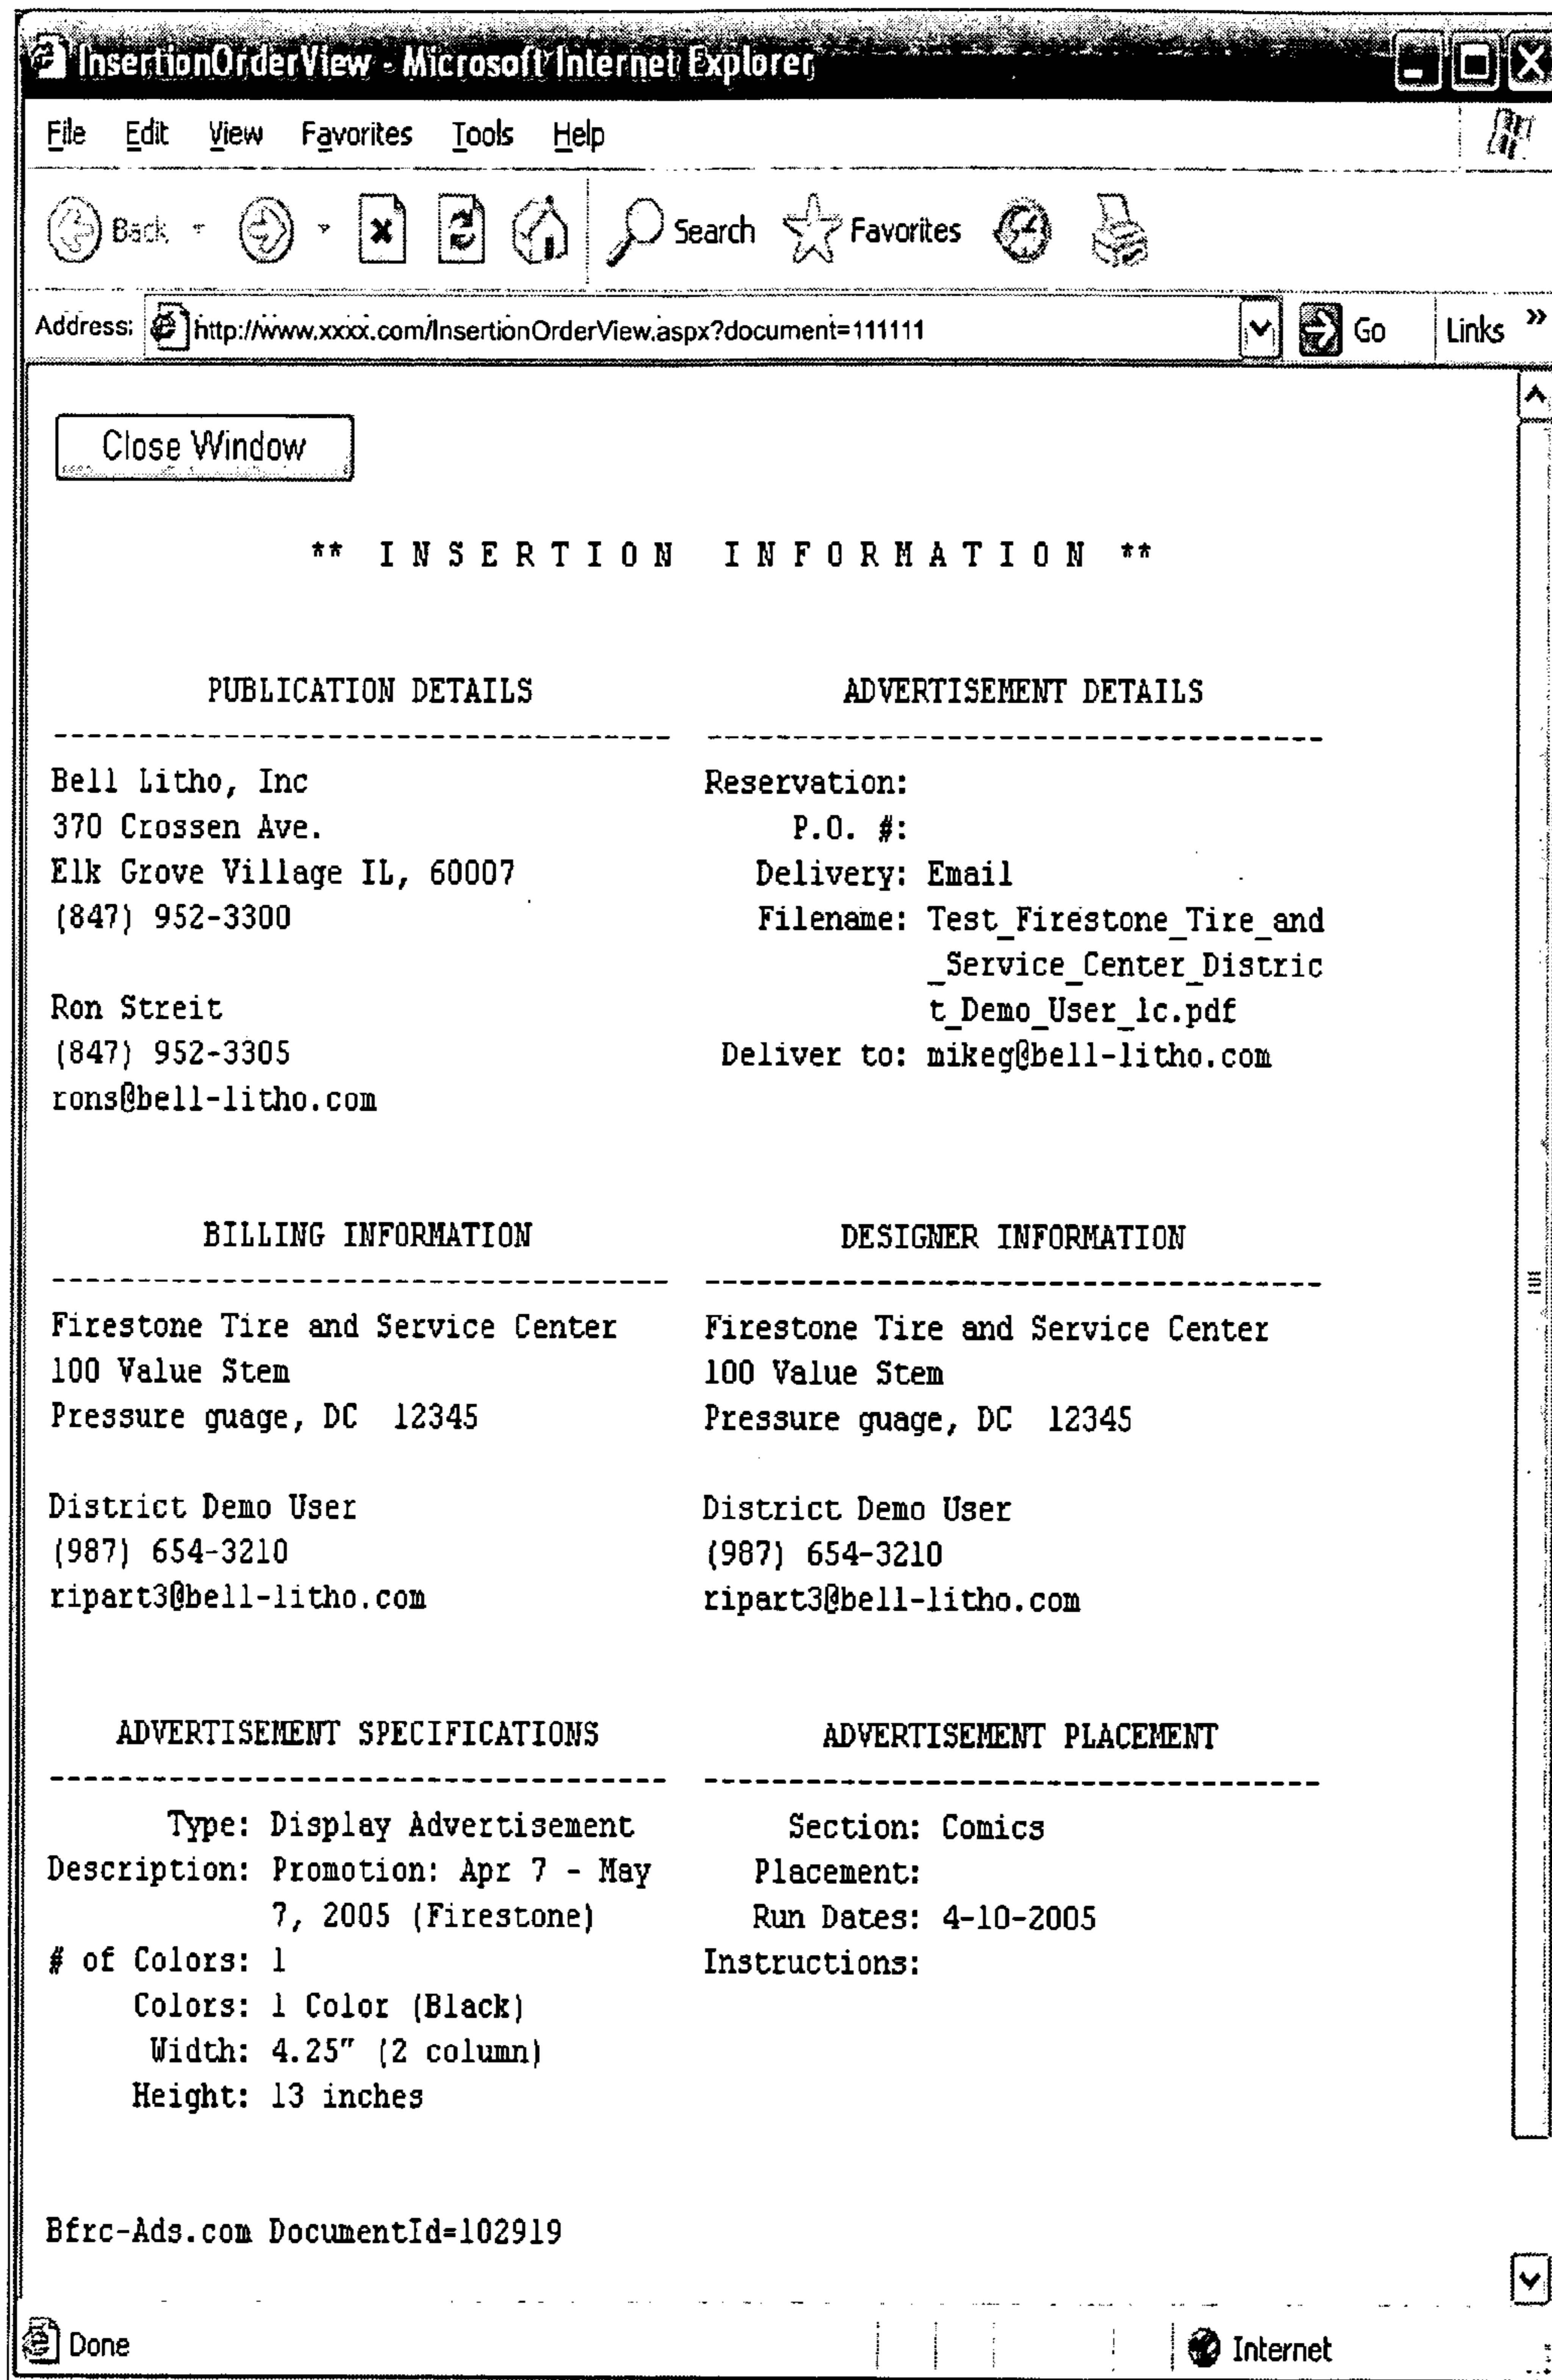 InsertionOrderView - Microsoft Internet Explorer
File Edit View Favorites Tools Help
Back Search Favorites
Address: http://www.xxxx.com/InsertionOrderView.aspx?document=111111 Go Links »
Close Window
** I N S E R T I O N   I N F O R M A T I O N **
PUBLICATION DETAILS
---------------------------------
Bell Litho, Inc
370 Crossen Ave.
Elk Grove Village IL, 60007
(847) 952-3300
Ron Streit
(847) 952-3305
rons@bell-litho.com
ADVERTISEMENT DETAILS
---------------------------------
Reservation:
P.O. #:
Delivery: Email
Filename: Test_Firestone_Tire_and
_Service_Center_Distric
t_Demo_User_1c.pdf
Deliver to: mikeg@bell-litho.com
BILLING INFORMATION
---------------------------------
Firestone Tire and Service Center
100 Value Stem
Pressure guage, DC  12345
District Demo User
(987) 654-3210
ripart3@bell-litho.com
DESIGNER INFORMATION
---------------------------------
Firestone Tire and Service Center
100 Value Stem
Pressure guage, DC  12345
District Demo User
(987) 654-3210
ripart3@bell-litho.com
ADVERTISEMENT SPECIFICATIONS
---------------------------------
Type: Display Advertisement
Description: Promotion: Apr 7 - May
7, 2005 (Firestone)
# of Colors: 1
Colors: 1 Color (Black)
Width: 4.25" (2 column)
Height: 13 inches
ADVERTISEMENT PLACEMENT
---------------------------------
Section: Comics
Placement:
Run Dates: 4-10-2005
Instructions:
Bfrc-Ads.com DocumentId=102919
Done Internet